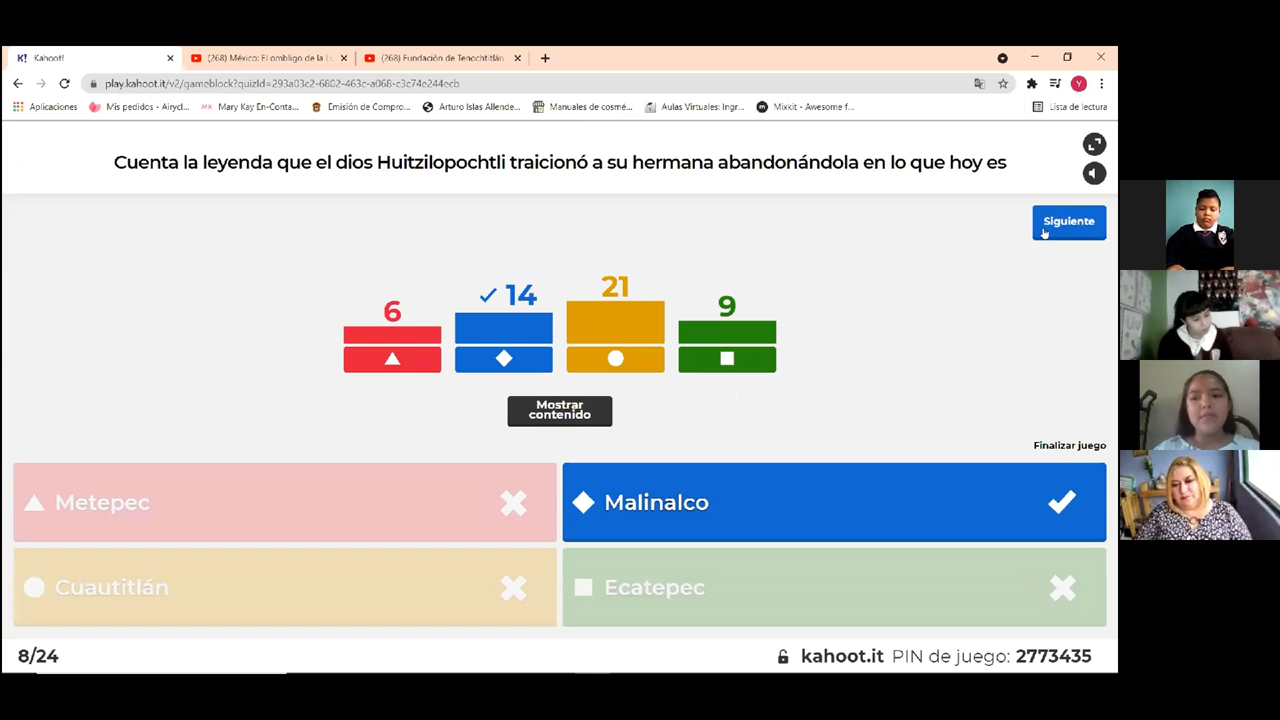 Kahoot!
(268) México: El ombligo de la Lu
(268) Fundación de Tenochtitlán
play.kahoot.it/v2/gameblock?quizId=293a03c2-6802-463c-a068-c3c74e244ecb
Y
Aplicaciones
Mis pedidos - Airycl...
MK Mary Kay En-Conta...
Emisión de Compro...
Arturo Islas Allende...
Manuales de cosmé...
Aulas Virtuales: Ingr...
Mixkit - Awesome f...
Lista de lectura
Cuenta la leyenda que el dios Huitzilopochtli traicionó a su hermana abandonándola en lo que hoy es
Siguiente
6
14
21
9
Mostrar
contenido
Finalizar juego
Metepec
Malinalco
Cuautitlán
Ecatepec
8/24
kahoot.it PIN de juego: 2773435